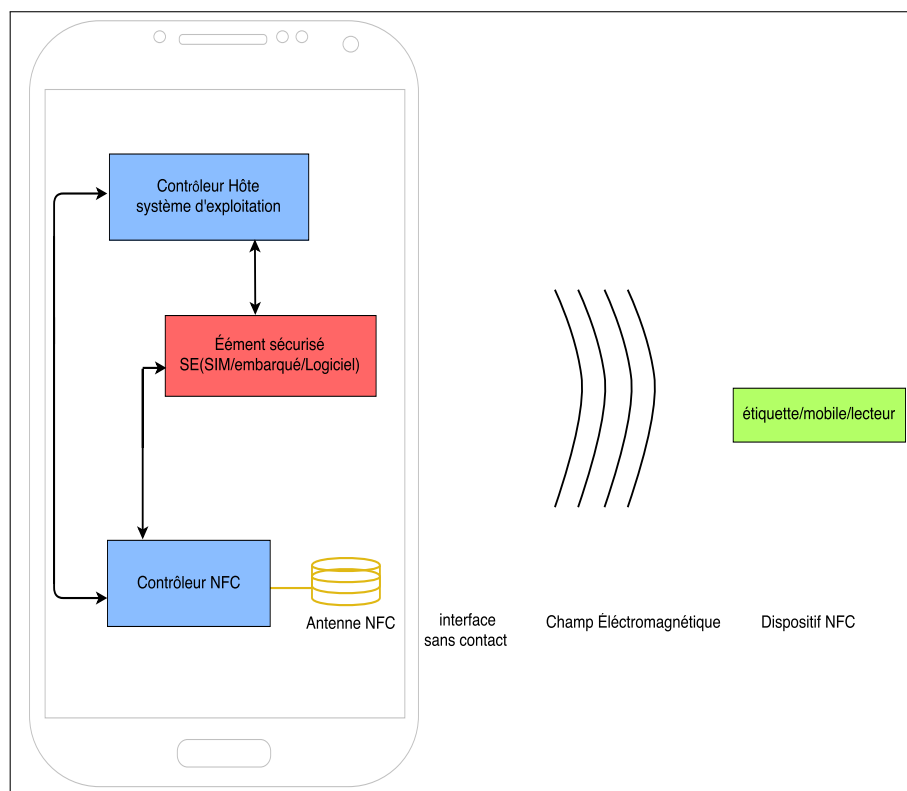 Contrôleur Hôte
système d'exploitation
Éément sécurisé
SE(SIM/embarqué/Logiciel)
étiquette/mobile/lecteur
Contrôleur NFC
Antenne NFC
interface
sans contact
Champ Éléctromagnétique
Dispositif NFC